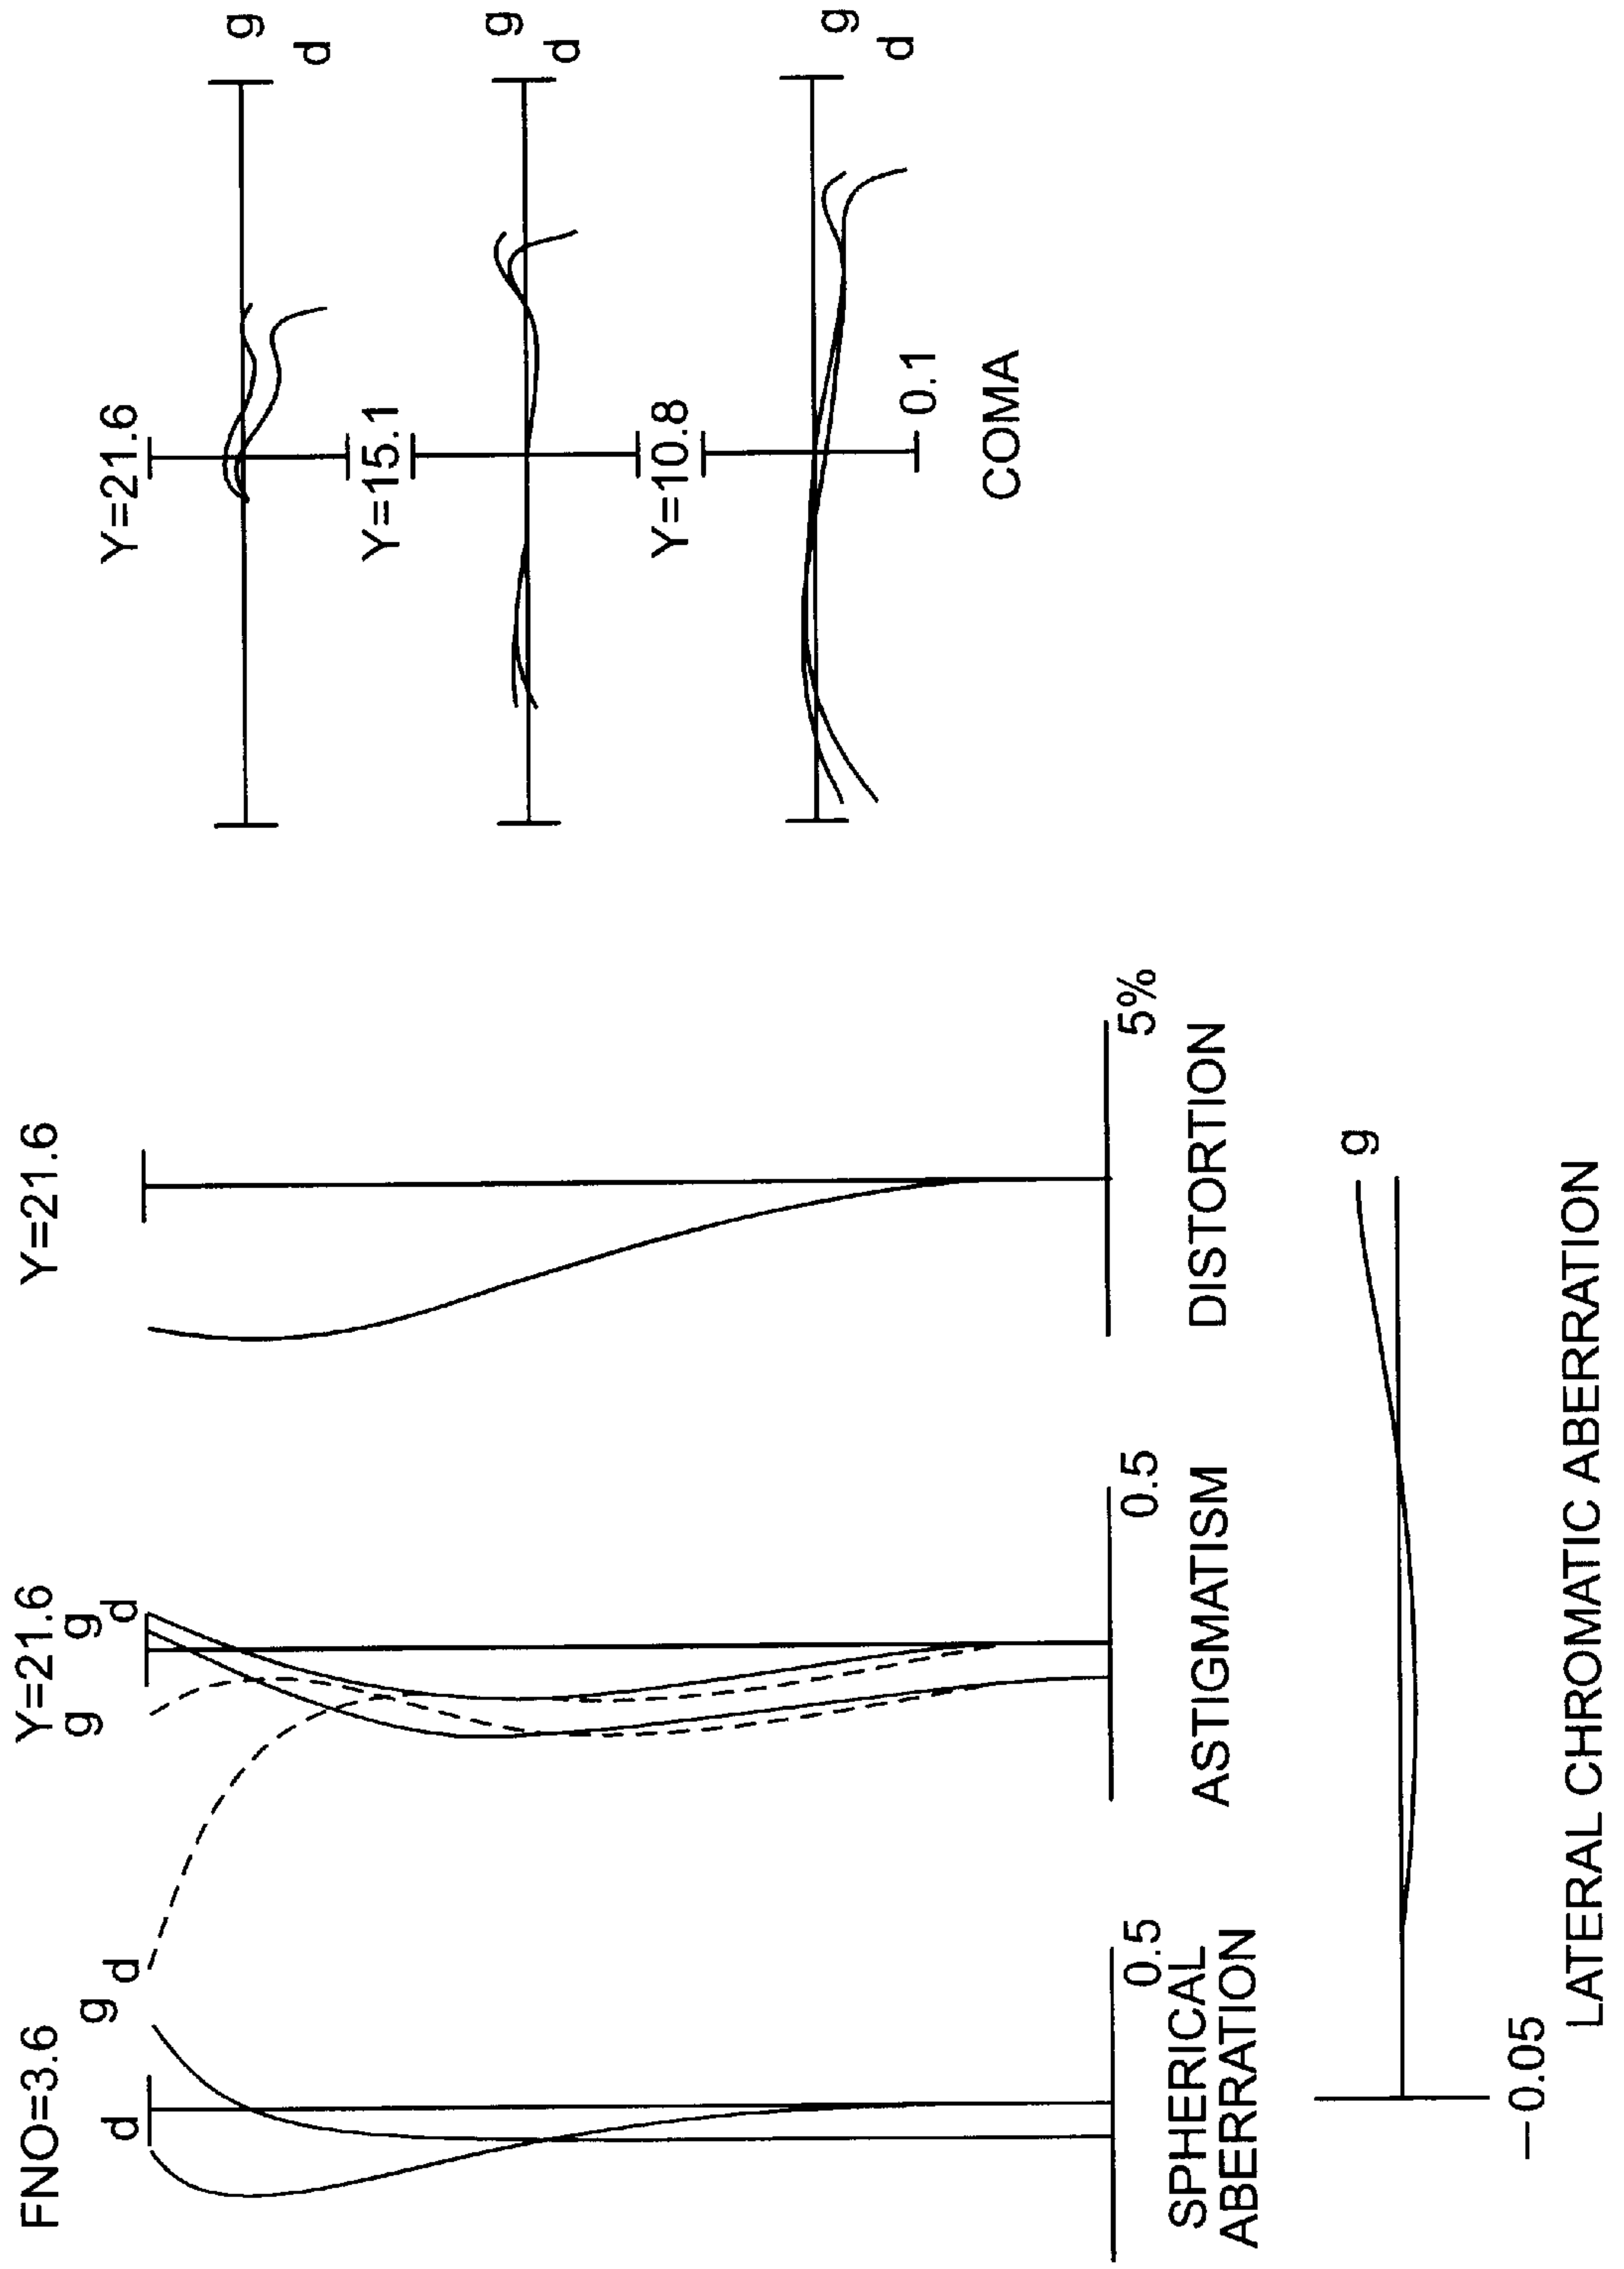 FNO=3.6
g
d
d
0.5
SPHERICAL
ABERRATION
Y=21.6
g
g
d
0.5
ASTIGMATISM
Y=21.6
5%
DISTORTION
Y=21.6
g
d
Y=15.1
g
d
Y=10.8
g
d
0.1
COMA
g
−0.05
LATERAL CHROMATIC ABERRATION